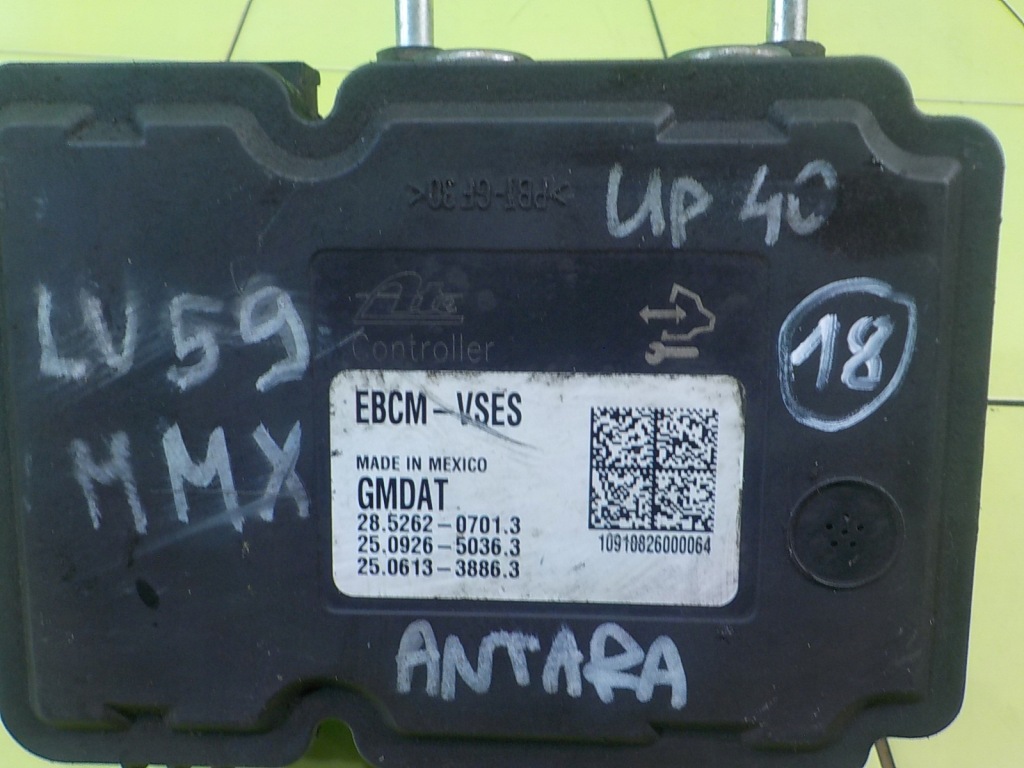 >PBT-GF30<
UP 40
Ate
Controller
LV59
MMX
18
EBCM-VSES
MADE IN MEXICO
GMDAT
28.5262-0701.3
25.0926-5036.3
25.0613-3886.3
10910826000064
ANTARA